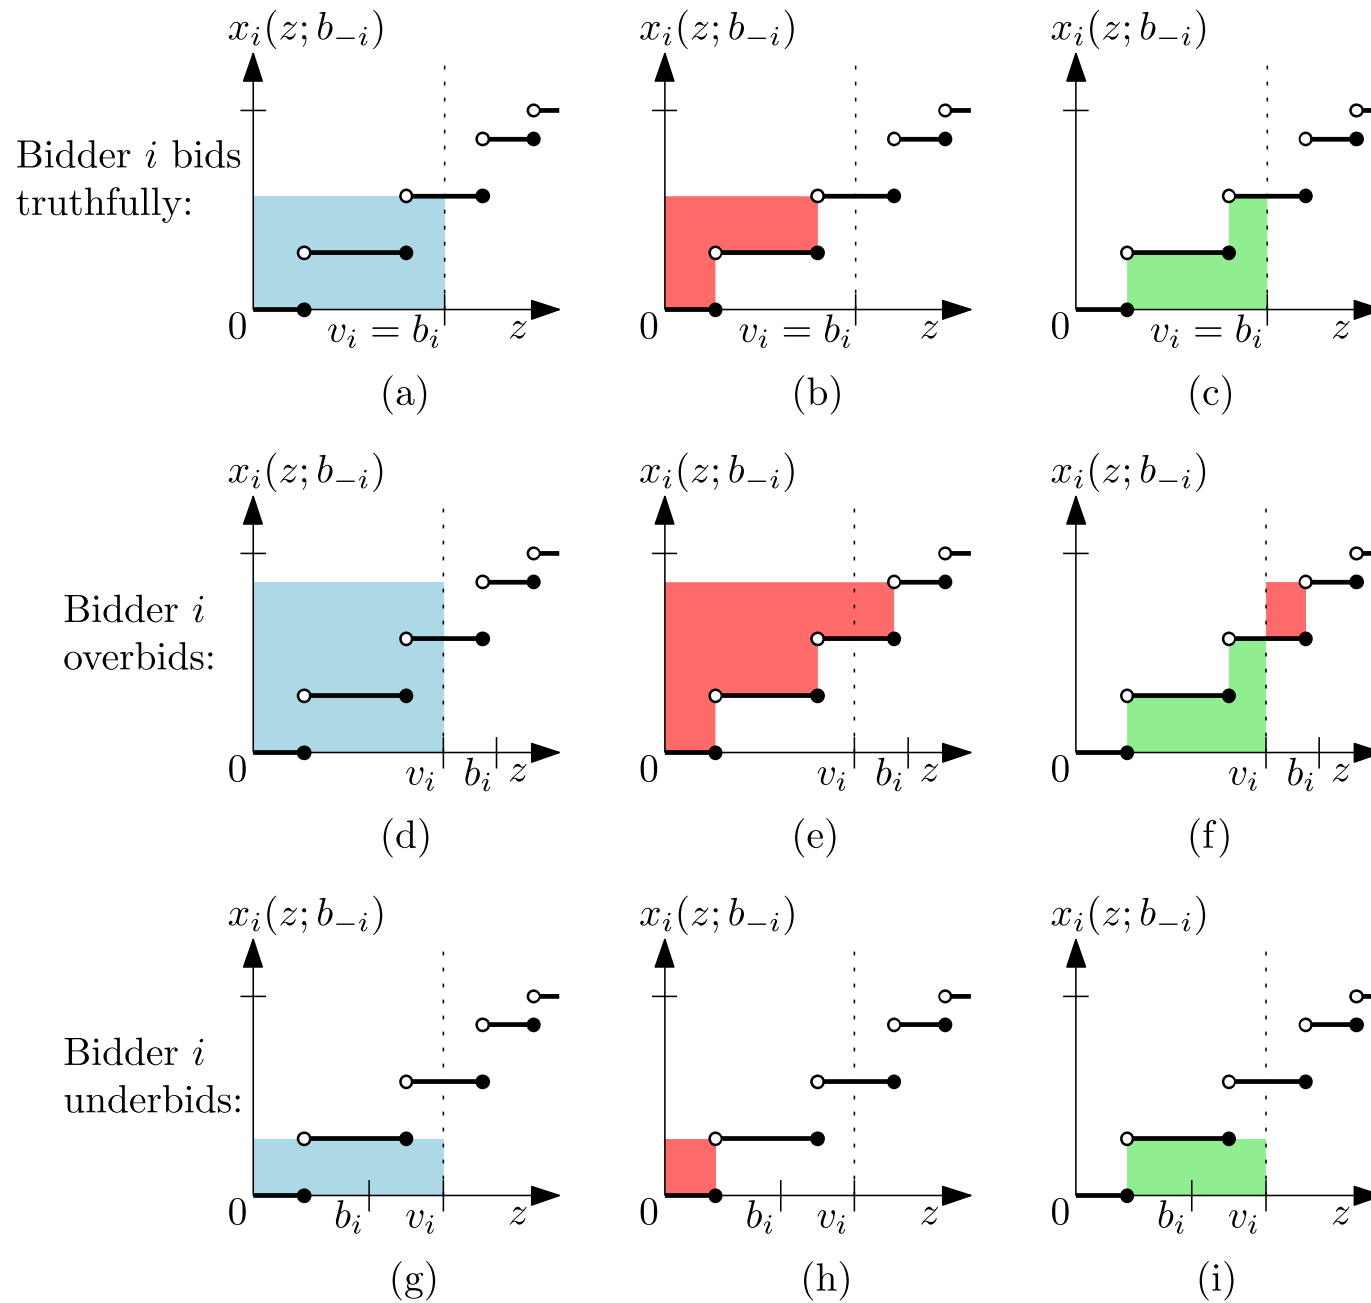 x_i(z; b_{-i}) x_i(z; b_{-i}) x_i(z; b_{-i})
Bidder i bids
truthfully:
0 v_i = b_i z 0 v_i = b_i z 0 v_i = b_i z
(a) (b) (c)
x_i(z; b_{-i}) x_i(z; b_{-i}) x_i(z; b_{-i})
Bidder i
overbids:
0 v_i b_i z 0 v_i b_i z 0 v_i b_i z
(d) (e) (f)
x_i(z; b_{-i}) x_i(z; b_{-i}) x_i(z; b_{-i})
Bidder i
underbids:
0 b_i v_i z 0 b_i v_i z 0 b_i v_i z
(g) (h) (i)